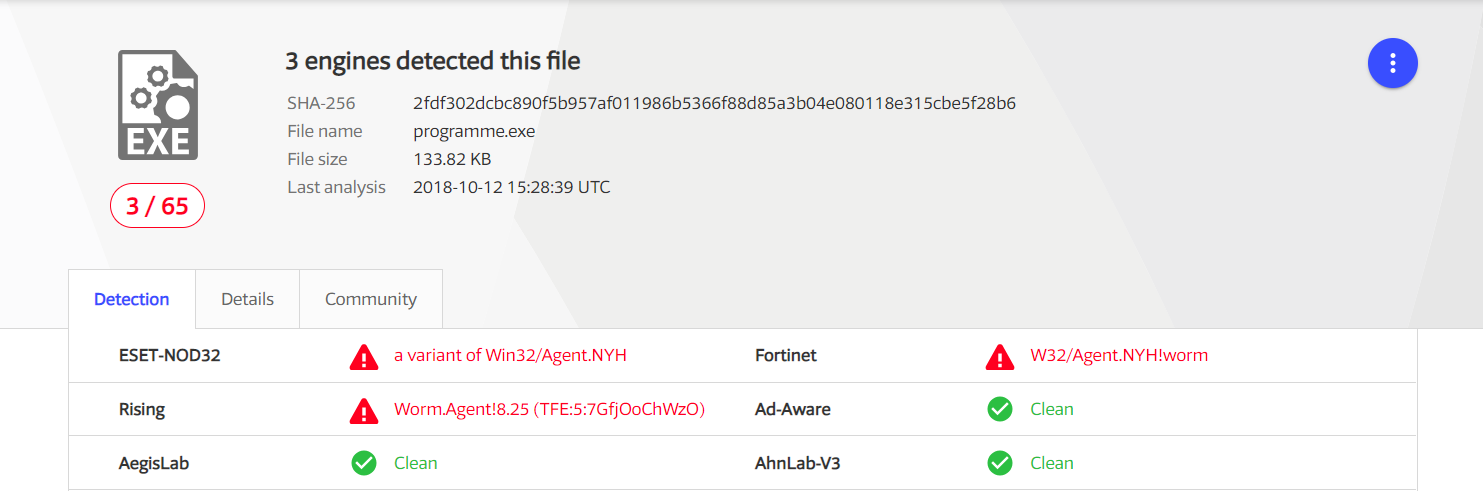 3 engines detected this file
SHA-256 2fdf302dcbc890f5b957af011986b5366f88d85a3b04e080118e315cbe5f28b6
File name programme.exe
File size 133.82 KB
Last analysis 2018-10-12 15:28:39 UTC
EXE
3 / 65
Detection Details Community
ESET-NOD32 a variant of Win32/Agent.NYH Fortinet W32/Agent.NYH!worm
Rising Worm.Agent!8.25 (TFE:5:7GfjOoChWzO) Ad-Aware Clean
AegisLab Clean AhnLab-V3 Clean